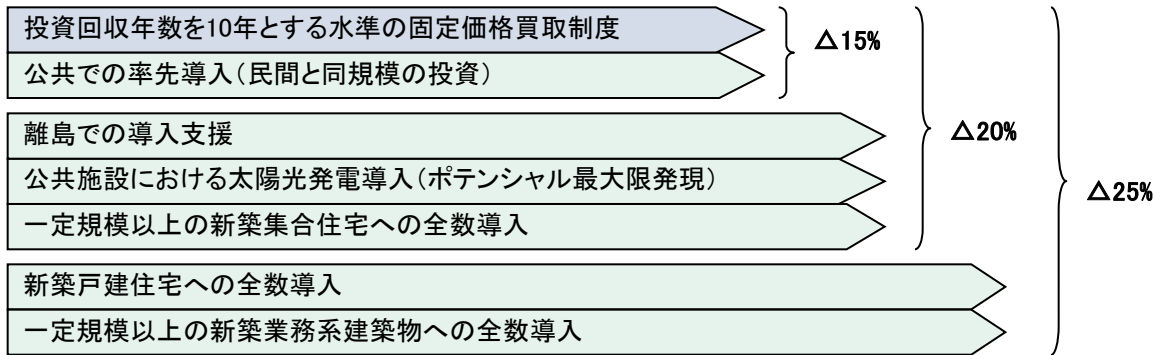 投資回収年数を10年とする水準の固定価格買取制度
△15%
公共での率先導入（民間と同規模の投資）
離島での導入支援
△20%
公共施設における太陽光発電導入（ポテンシャル最大限発現）
△25%
一定規模以上の新築集合住宅への全数導入
新築戸建住宅への全数導入
一定規模以上の新築業務系建築物への全数導入